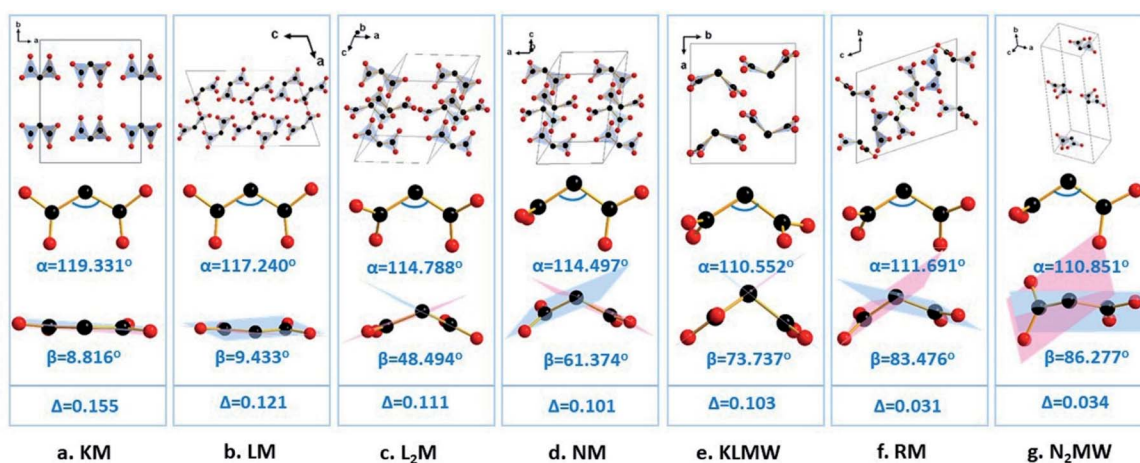 b
a
c
a
b
a
c
c
b
a
b
a
c
b
b
c
a
α=119.331°
α=117.240°
α=114.788°
α=114.497°
α=110.552°
α=111.691°
α=110.851°
β=8.816°
β=9.433°
β=48.494°
β=61.374°
β=73.737°
β=83.476°
β=86.277°
Δ=0.155
Δ=0.121
Δ=0.111
Δ=0.101
Δ=0.103
Δ=0.031
Δ=0.034
a. KM
b. LM
c. L₂M
d. NM
e. KLMW
f. RM
g. N₂MW